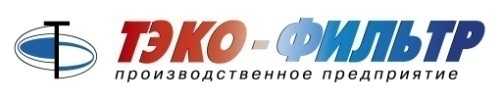 ТЭКО-ФИЛЬТР
производственное предприятие